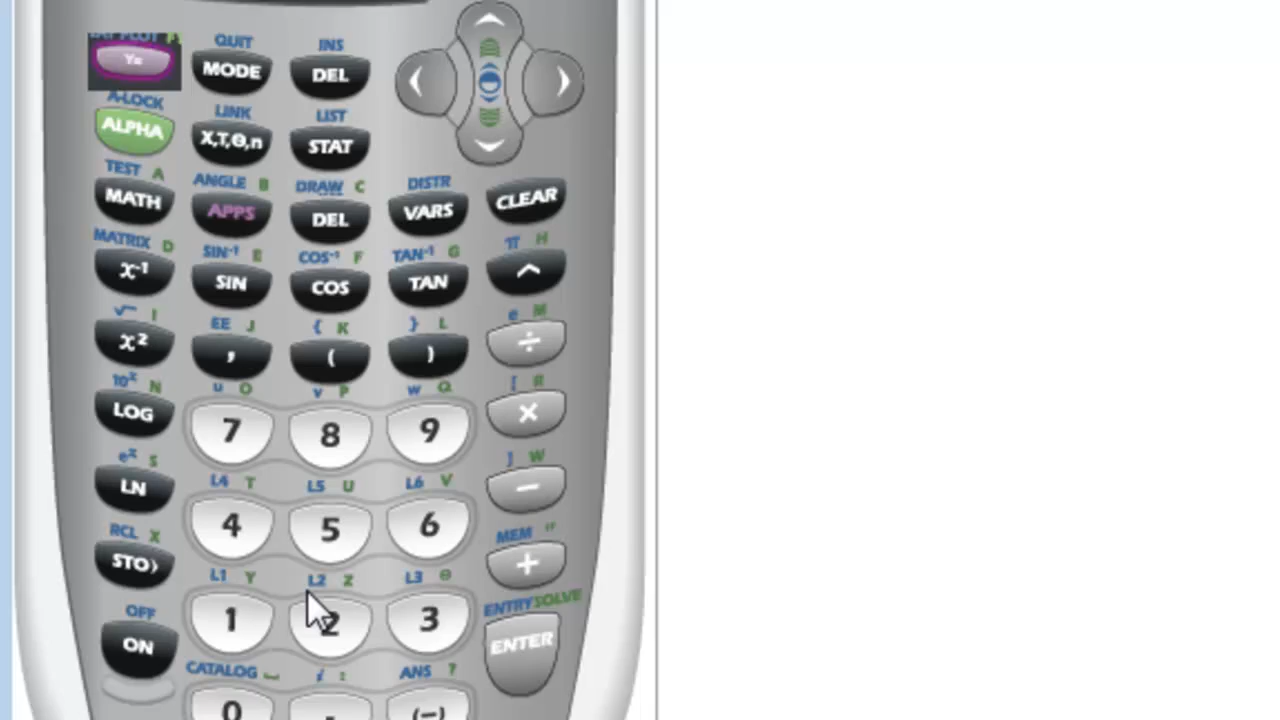 STAT PLOT F1 QUIT INS
Y= MODE DEL
A-LOCK LINK LIST
ALPHA X,T,Θ,n STAT
TEST A ANGLE B DRAW C DISTR
MATH APPS DEL VARS CLEAR
MATRIX D SIN-1 E COS-1 F TAN-1 G π H
x-1 SIN COS TAN ^
√ I EE J { K } L e M
x2 , ( ) ÷
10x N u O v P w Q [ R
LOG 7 8 9 ×
ex S L4 T L5 U L6 V ] W
LN 4 5 6 −
RCL X L1 Y L2 Z L3 Θ MEM "
STO› 1 2 3 +
OFF ENTRY SOLVE
ON ENTER
CATALOG i : ANS ?
0 . (−)